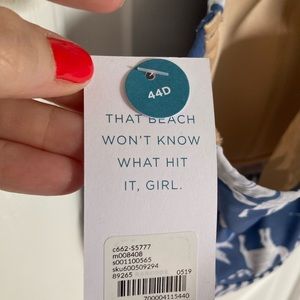 44D
THAT BEACH
WON'T KNOW
WHAT HIT
IT, GIRL.
c662-S5777
m008408
s001100565
sku600509294
89265
0519
700004115440